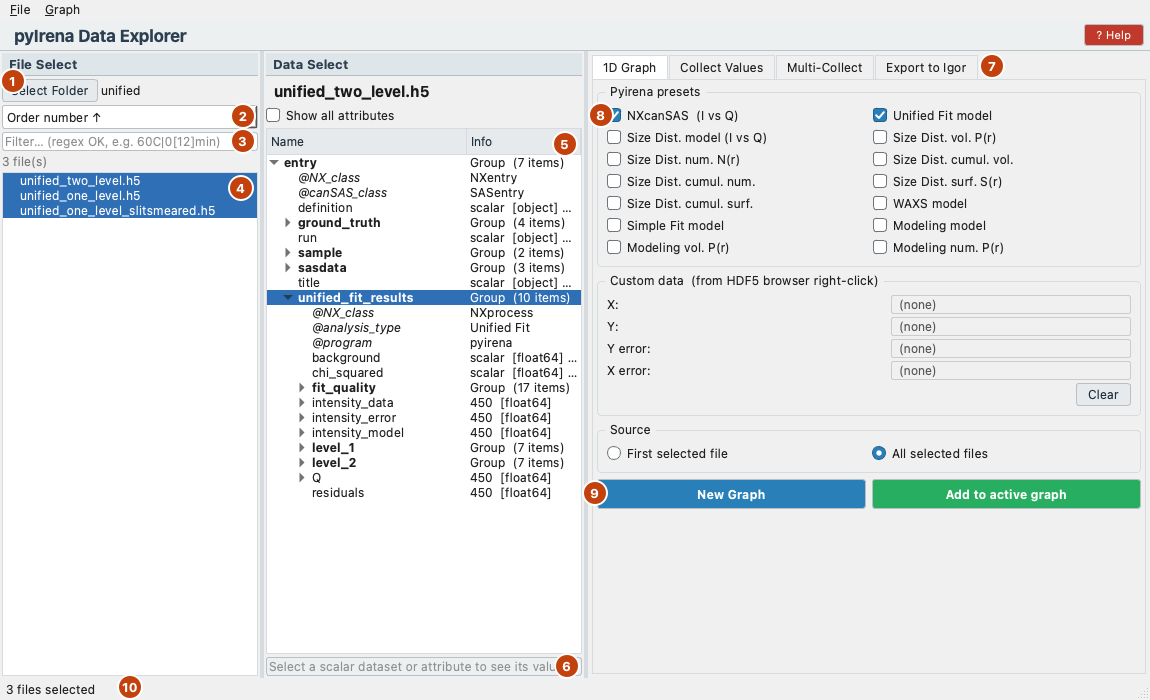 File Graph
pyIrena Data Explorer
? Help
File Select
1
Select Folder unified
Order number ↑ 2
Filter... (regex OK, e.g. 60C|0[12]min) 3
3 file(s)
unified_two_level.h5
unified_one_level.h5
unified_one_level_slitsmeared.h5
4
Data Select
unified_two_level.h5
Show all attributes
Name Info 5
entry Group (7 items)
@NX_class NXentry
@canSAS_class SASentry
definition scalar [object] ...
ground_truth Group (4 items)
run scalar [object] ...
sample Group (2 items)
sasdata Group (3 items)
title scalar [object] ...
unified_fit_results Group (10 items)
@NX_class NXprocess
@analysis_type Unified Fit
@program pyirena
background scalar [float64] ...
chi_squared scalar [float64] ...
fit_quality Group (17 items)
intensity_data 450 [float64]
intensity_error 450 [float64]
intensity_model 450 [float64]
level_1 Group (7 items)
level_2 Group (7 items)
Q 450 [float64]
residuals 450 [float64]
Select a scalar dataset or attribute to see its valu 6
1D Graph Collect Values Multi-Collect Export to Igor 7
Pyirena presets
8 NXcanSAS (I vs Q) Unified Fit model
Size Dist. model (I vs Q) Size Dist. vol. P(r)
Size Dist. num. N(r) Size Dist. cumul. vol.
Size Dist. cumul. num. Size Dist. surf. S(r)
Size Dist. cumul. surf. WAXS model
Simple Fit model Modeling model
Modeling vol. P(r) Modeling num. P(r)
Custom data (from HDF5 browser right-click)
X: (none)
Y: (none)
Y error: (none)
X error: (none)
Clear
Source
First selected file All selected files
9 New Graph Add to active graph
3 files selected 10